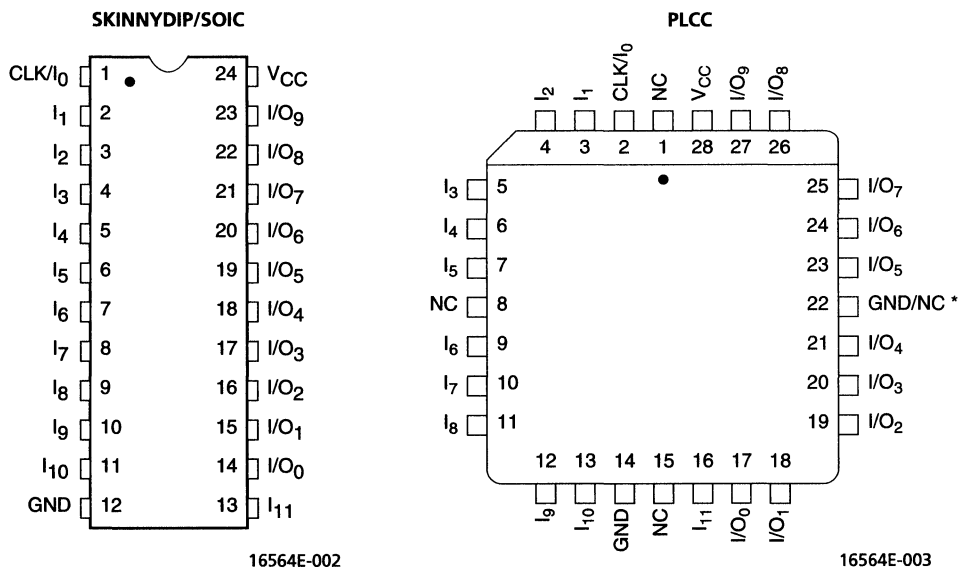 SKINNYDIP/SOIC
CLK/I0 1 24 VCC
I1 2 23 I/O9
I2 3 22 I/O8
I3 4 21 I/O7
I4 5 20 I/O6
I5 6 19 I/O5
I6 7 18 I/O4
I7 8 17 I/O3
I8 9 16 I/O2
I9 10 15 I/O1
I10 11 14 I/O0
GND 12 13 I11
16564E-002
PLCC
I2 I1 CLK/I0 NC VCC I/O9 I/O8
4 3 2 1 28 27 26
I3 5 25 I/O7
I4 6 24 I/O6
I5 7 23 I/O5
NC 8 22 GND/NC *
I6 9 21 I/O4
I7 10 20 I/O3
I8 11 19 I/O2
12 13 14 15 16 17 18
I9 I10 GND NC I11 I/O0 I/O1
16564E-003